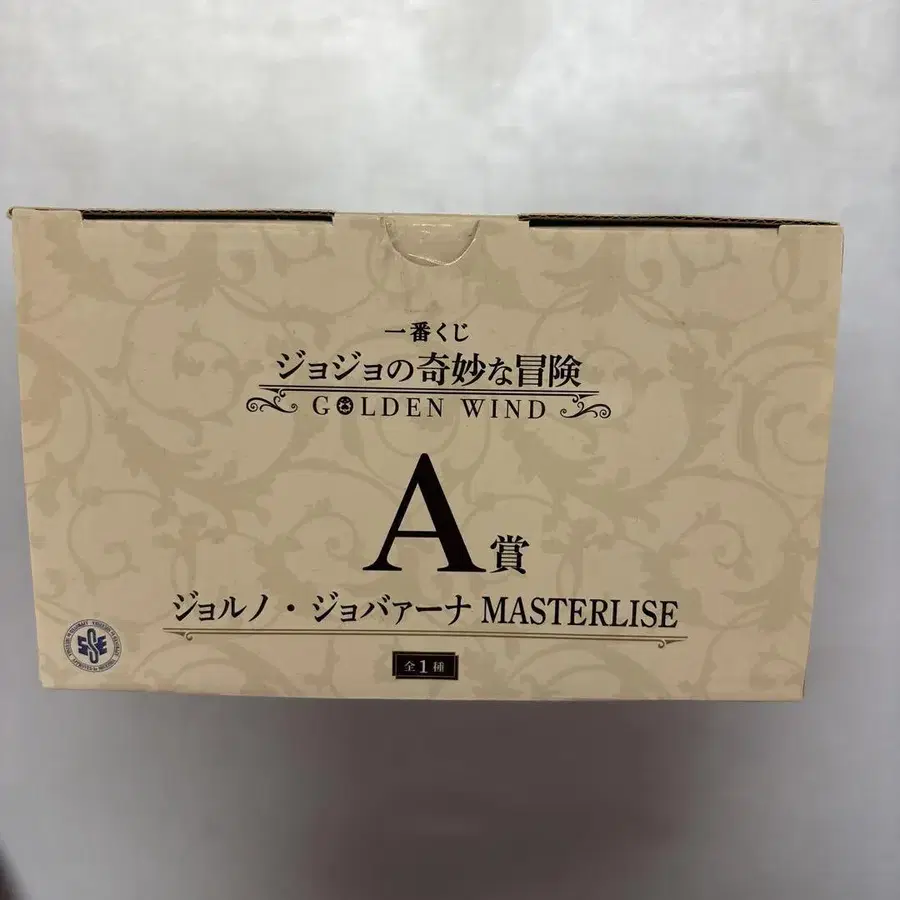 一番くじ
ジョジョの奇妙な冒険
GOLDEN WIND
A賞
ジョルノ・ジョバァーナ MASTERLISE
全1種